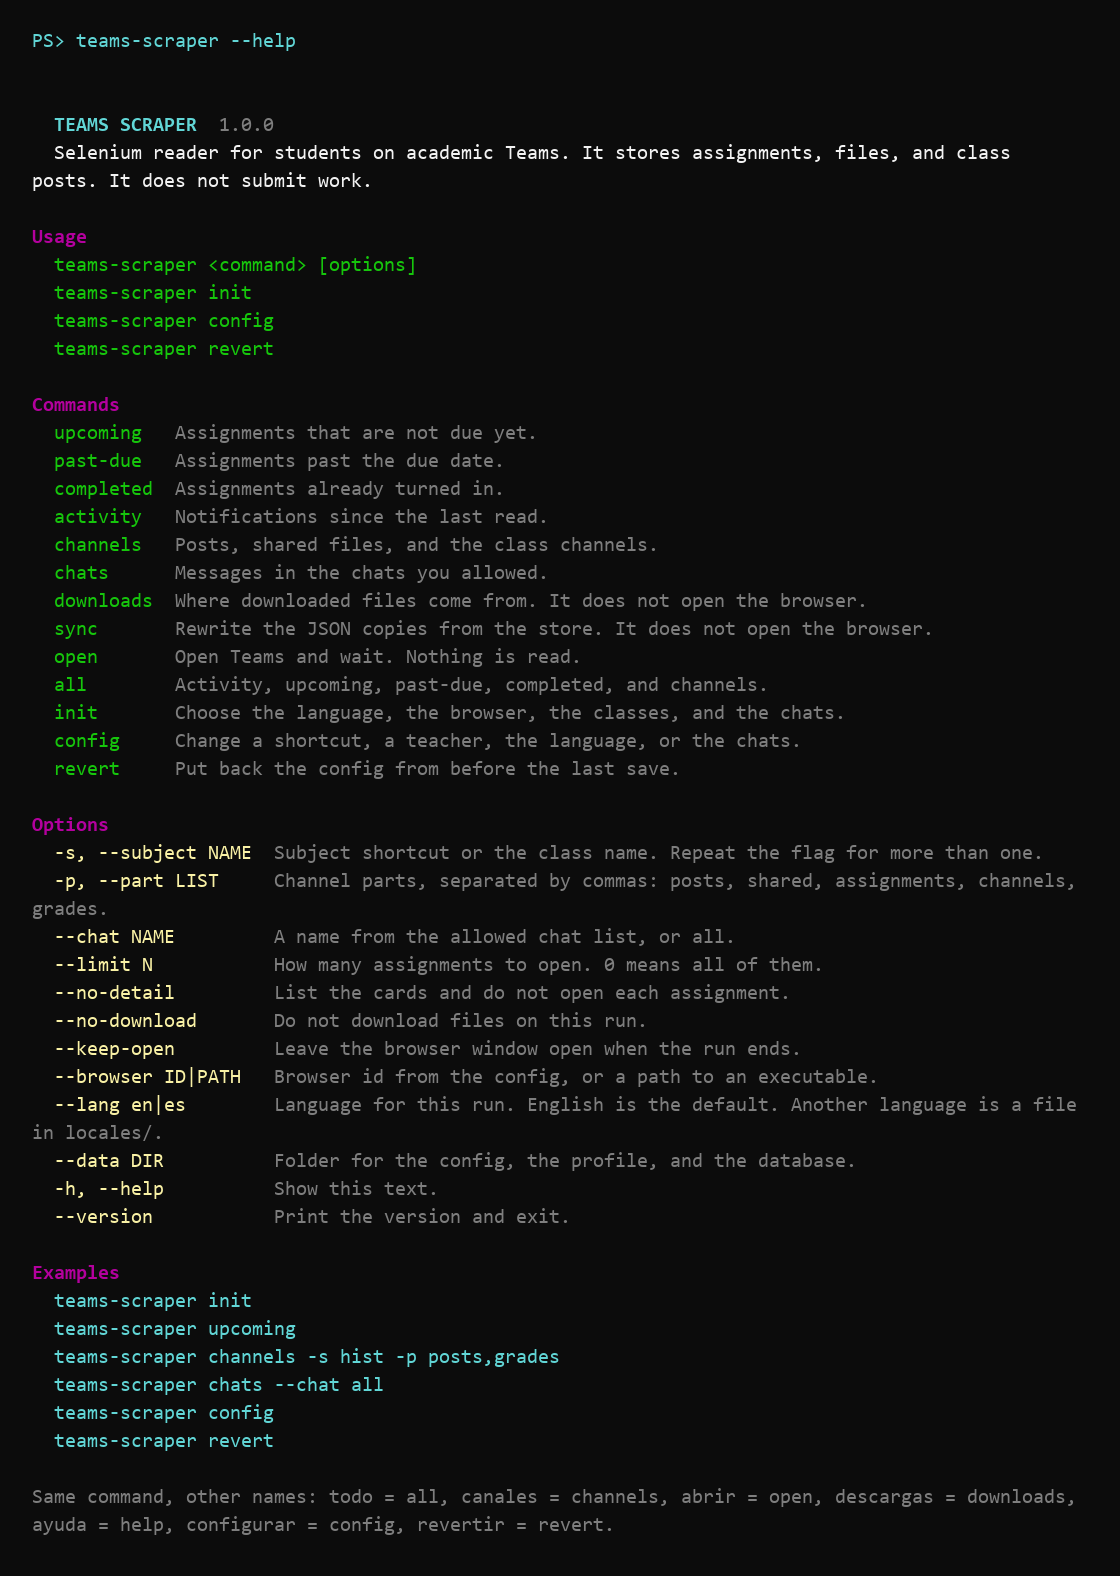 PS> teams-scraper --help
TEAMS SCRAPER  1.0.0
Selenium reader for students on academic Teams. It stores assignments, files, and class
posts. It does not submit work.
Usage
teams-scraper <command> [options]
teams-scraper init
teams-scraper config
teams-scraper revert
Commands
upcoming   Assignments that are not due yet.
past-due   Assignments past the due date.
completed  Assignments already turned in.
activity   Notifications since the last read.
channels   Posts, shared files, and the class channels.
chats      Messages in the chats you allowed.
downloads  Where downloaded files come from. It does not open the browser.
sync       Rewrite the JSON copies from the store. It does not open the browser.
open       Open Teams and wait. Nothing is read.
all        Activity, upcoming, past-due, completed, and channels.
init       Choose the language, the browser, the classes, and the chats.
config     Change a shortcut, a teacher, the language, or the chats.
revert     Put back the config from before the last save.
Options
-s, --subject NAME  Subject shortcut or the class name. Repeat the flag for more than one.
-p, --part LIST     Channel parts, separated by commas: posts, shared, assignments, channels,
grades.
--chat NAME         A name from the allowed chat list, or all.
--limit N           How many assignments to open. 0 means all of them.
--no-detail         List the cards and do not open each assignment.
--no-download       Do not download files on this run.
--keep-open         Leave the browser window open when the run ends.
--browser ID|PATH   Browser id from the config, or a path to an executable.
--lang en|es        Language for this run. English is the default. Another language is a file
in locales/.
--data DIR          Folder for the config, the profile, and the database.
-h, --help          Show this text.
--version           Print the version and exit.
Examples
teams-scraper init
teams-scraper upcoming
teams-scraper channels -s hist -p posts,grades
teams-scraper chats --chat all
teams-scraper config
teams-scraper revert
Same command, other names: todo = all, canales = channels, abrir = open, descargas = downloads,
ayuda = help, configurar = config, revertir = revert.